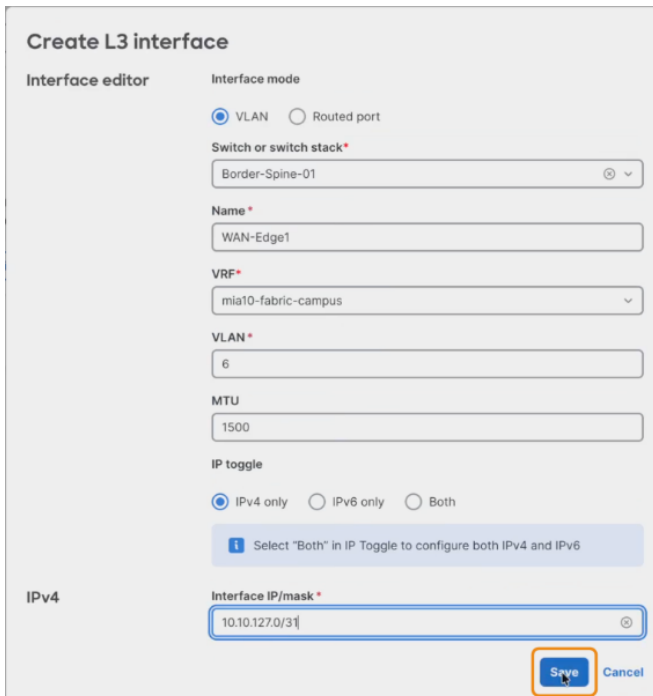 Create L3 interface
Interface editor
Interface mode
VLAN Routed port
Switch or switch stack*
Border-Spine-01
Name*
WAN-Edge1
VRF*
mia10-fabric-campus
VLAN*
6
MTU
1500
IP toggle
IPv4 only IPv6 only Both
Select "Both" in IP Toggle to configure both IPv4 and IPv6
IPv4
Interface IP/mask*
10.10.127.0/31
Save Cancel